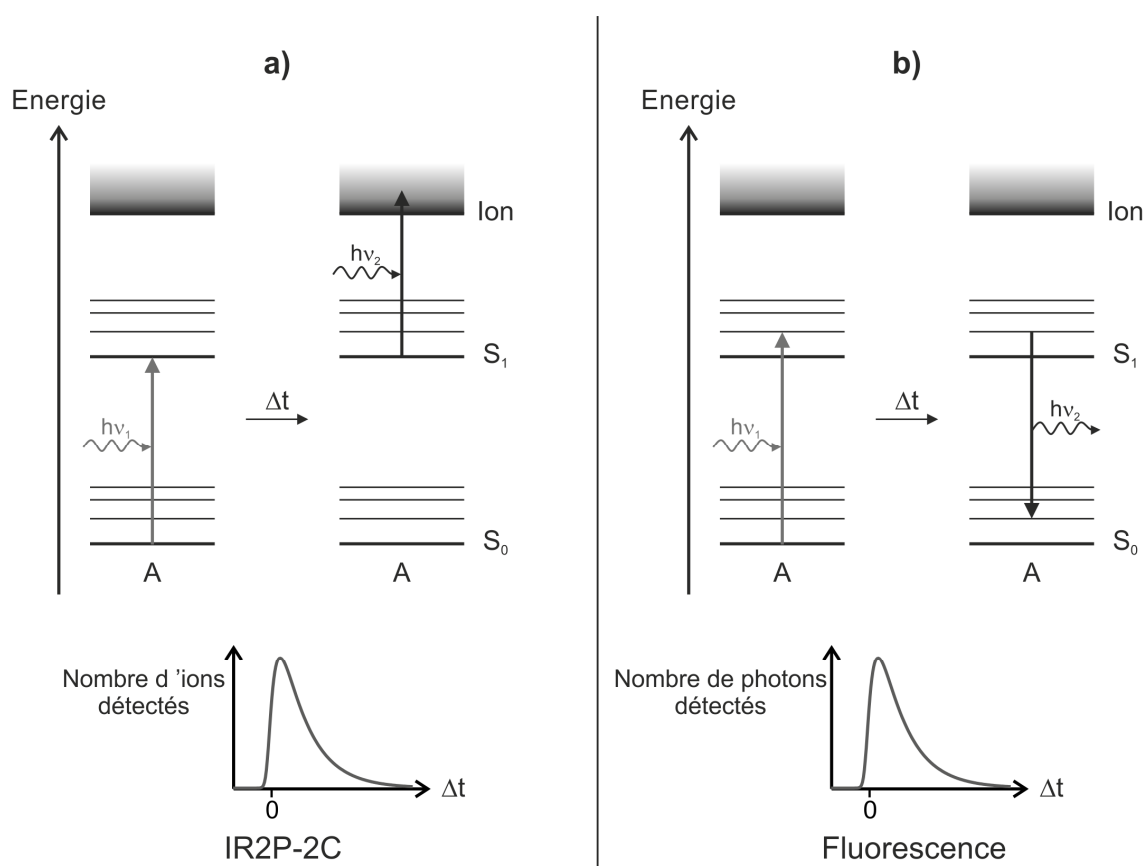 a)
Energie
Ion
hν₂
S₁
Δt
hν₁
S₀
A
A
Nombre d 'ions
détectés
Δt
0
IR2P-2C
b)
Energie
Ion
S₁
Δt
hν₂
hν₁
S₀
A
A
Nombre de photons
détectés
Δt
0
Fluorescence